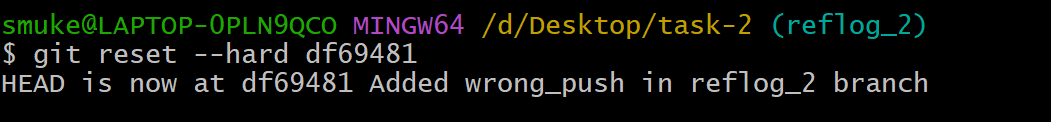 smuke@LAPTOP-0PLN9QCO MINGW64 /d/Desktop/task-2 (reflog_2)
$ git reset --hard df69481
HEAD is now at df69481 Added wrong_push in reflog_2 branch